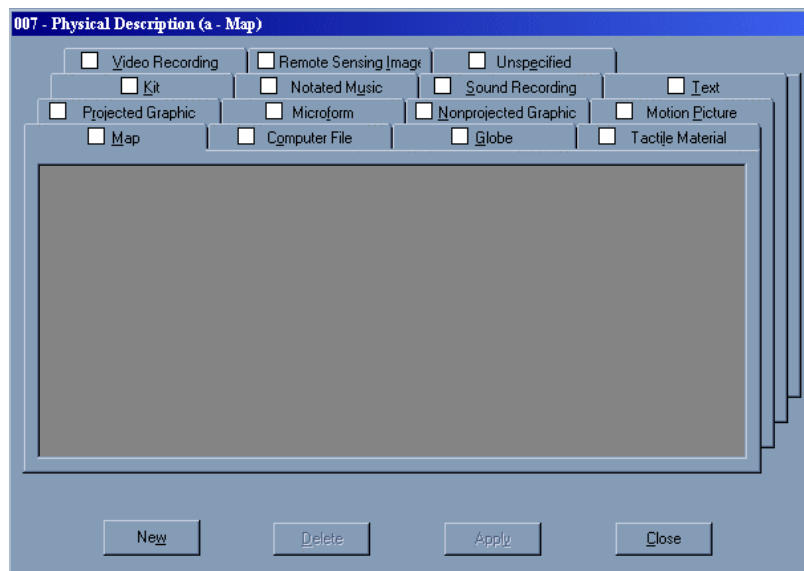 007 - Physical Description (a - Map)
Video Recording Remote Sensing Image Unspecified
Kit Notated Music Sound Recording Text
Projected Graphic Microform Nonprojected Graphic Motion Picture
Map Computer File Globe Tactile Material
New Delete Apply Close